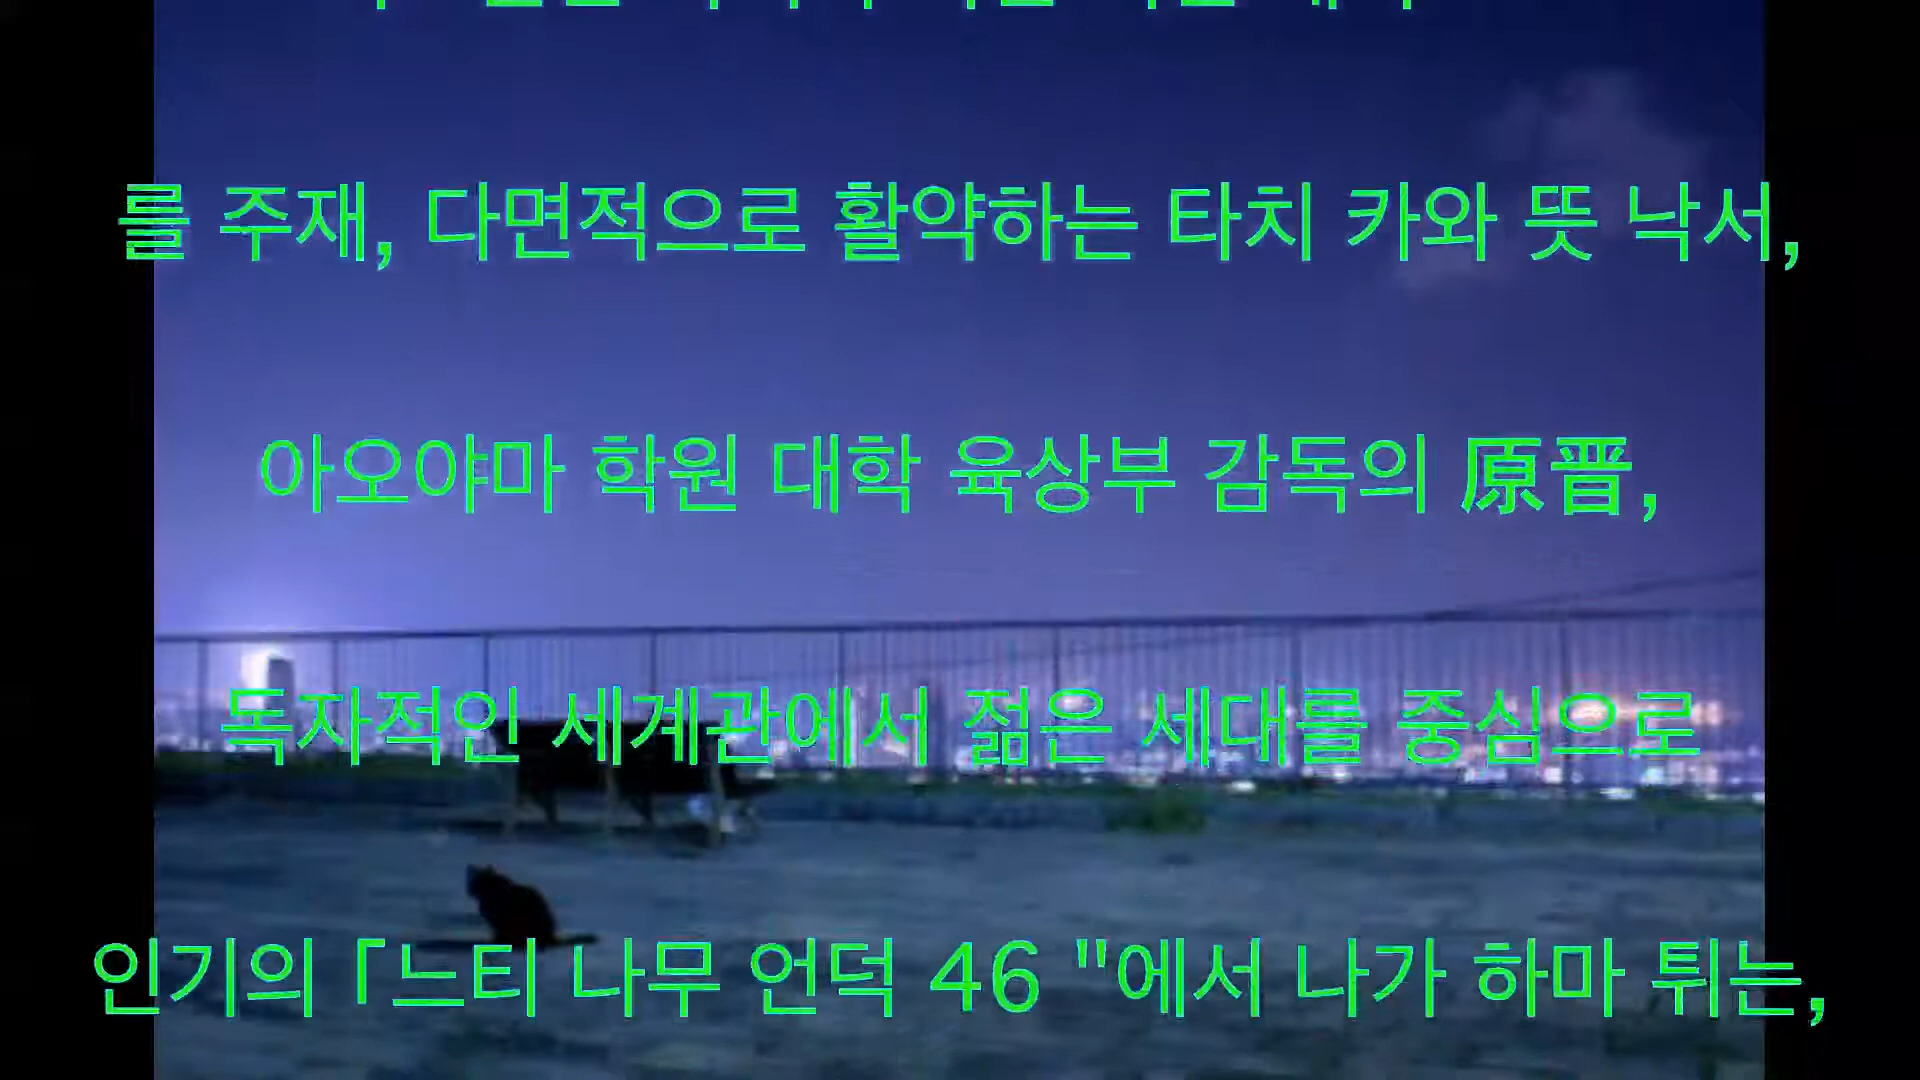 를 주재, 다면적으로 활약하는 타치 카와 뜻 낙서,
아오야마 학원 대학 육상부 감독의 原晋,
독자적인 세계관에서 젊은 세대를 중심으로
인기의 「느티 나무 언덕 46 "에서 나가 하마 튀는,